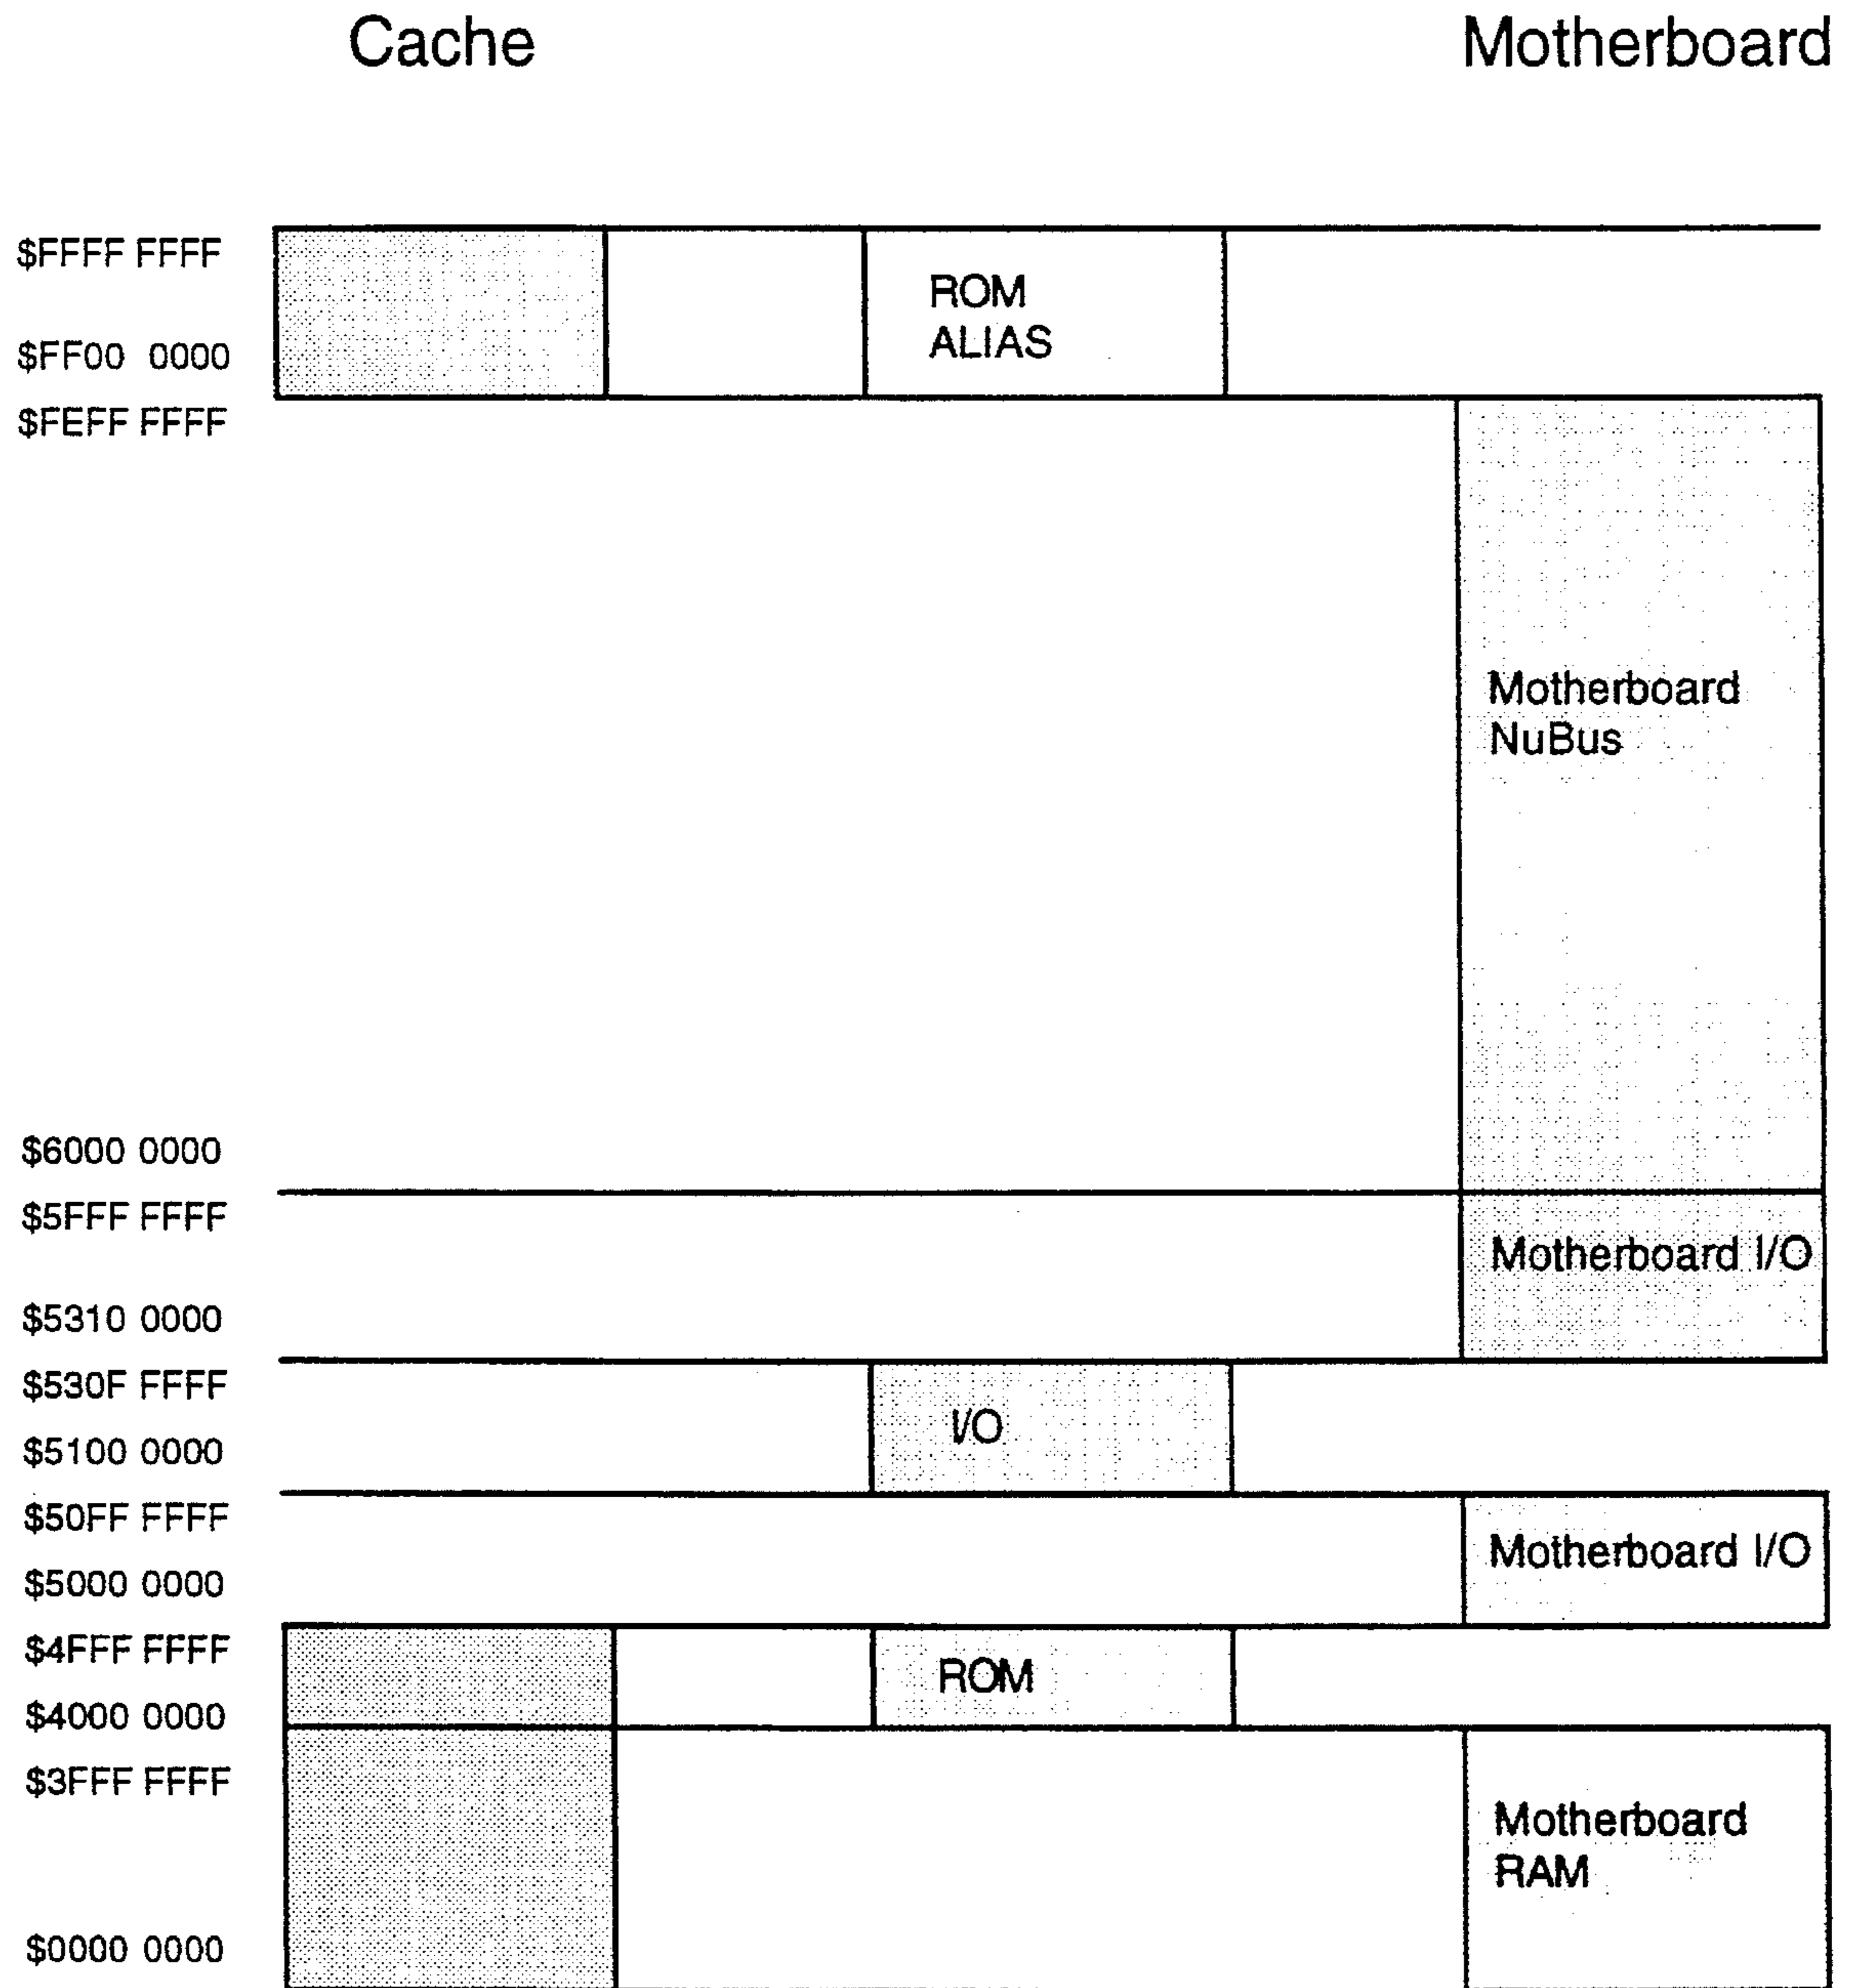 Cache Motherboard
$FFFF FFFF
ROM
ALIAS
$FF00 0000
$FEFF FFFF
Motherboard
NuBus
$6000 0000
$5FFF FFFF
Motherboard I/O
$5310 0000
$530F FFFF
I/O
$5100 0000
$50FF FFFF
Motherboard I/O
$5000 0000
$4FFF FFFF
ROM
$4000 0000
$3FFF FFFF
Motherboard
RAM
$0000 0000